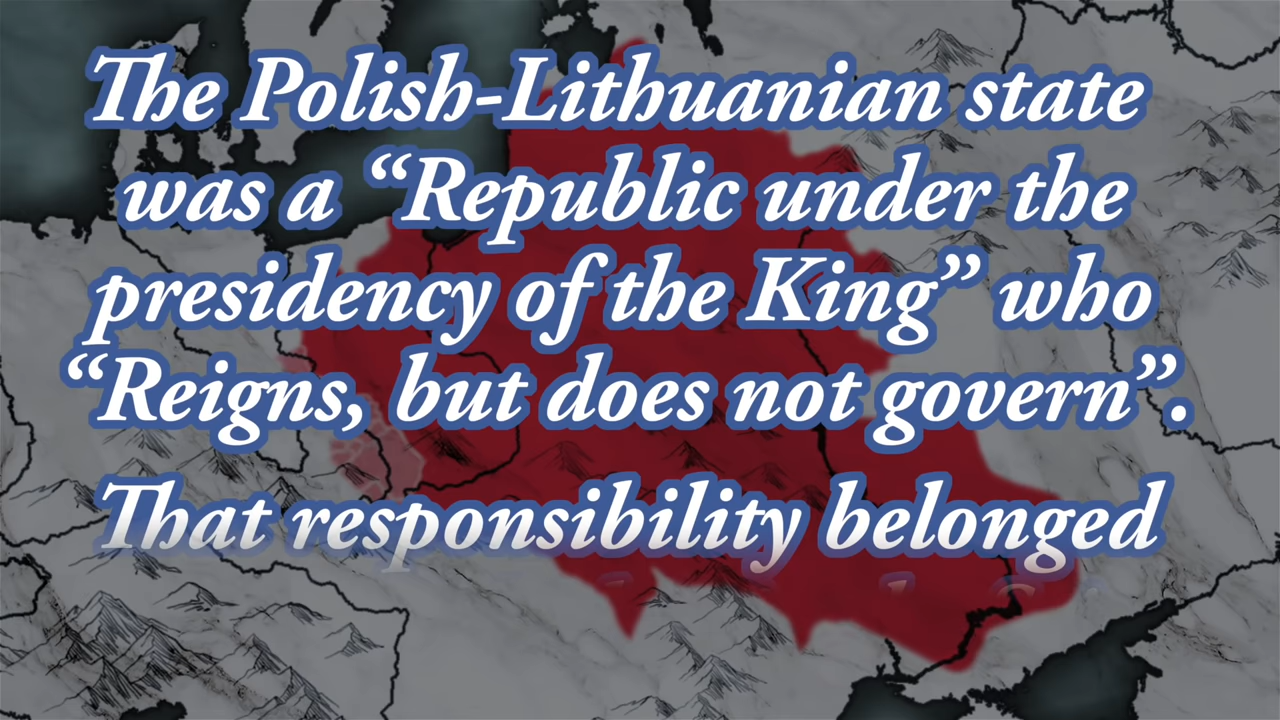 The Polish-Lithuanian state
was a “Republic under the
presidency of the King” who
“Reigns, but does not govern”.
That responsibility belonged